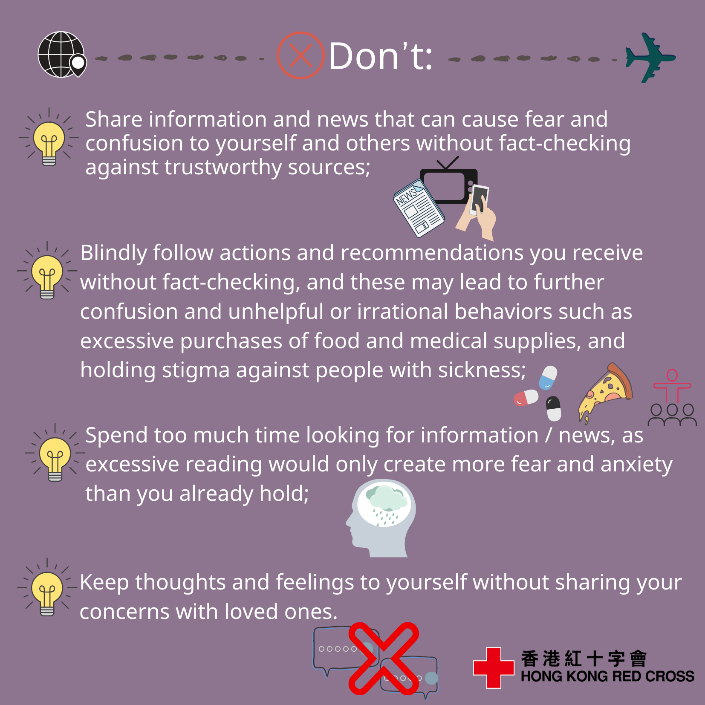 Don't:
Share information and news that can cause fear and
confusion to yourself and others without fact-checking
against trustworthy sources;
NEWS
Blindly follow actions and recommendations you receive
without fact-checking, and these may lead to further
confusion and unhelpful or irrational behaviors such as
excessive purchases of food and medical supplies, and
holding stigma against people with sickness;
Spend too much time looking for information / news, as
excessive reading would only create more fear and anxiety
than you already hold;
Keep thoughts and feelings to yourself without sharing your
concerns with loved ones.
香港紅十字會
HONG KONG RED CROSS